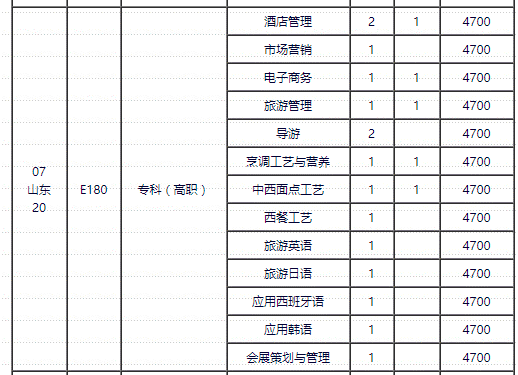 酒店管理 2 1 4700
市场营销 1 4700
电子商务 1 1 4700
旅游管理 1 1 4700
导游 2 4700
烹调工艺与营养 1 1 4700
07
山东
20
E180
专科（高职）
中西面点工艺 1 1 4700
西餐工艺 1 4700
旅游英语 1 4700
旅游日语 1 4700
应用西班牙语 1 4700
应用韩语 1 4700
会展策划与管理 1 4700